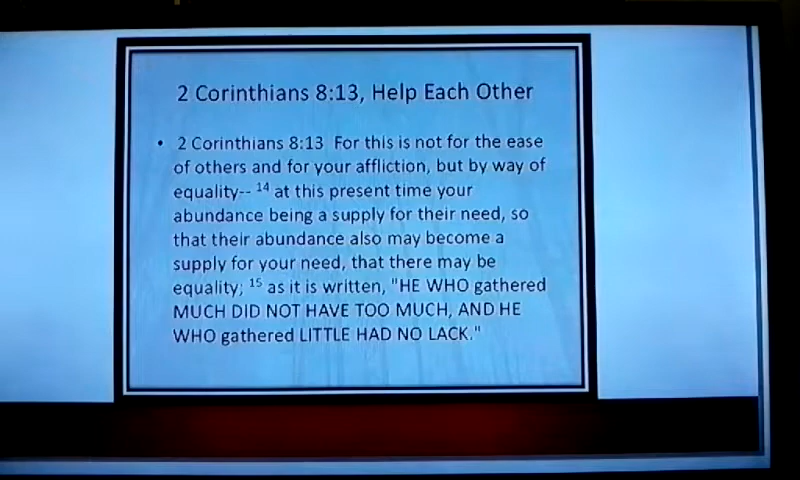 2 Corinthians 8:13, Help Each Other
• 2 Corinthians 8:13 For this is not for the ease
of others and for your affliction, but by way of
equality-- 14 at this present time your
abundance being a supply for their need, so
that their abundance also may become a
supply for your need, that there may be
equality; 15 as it is written, "HE WHO gathered
MUCH DID NOT HAVE TOO MUCH, AND HE
WHO gathered LITTLE HAD NO LACK."